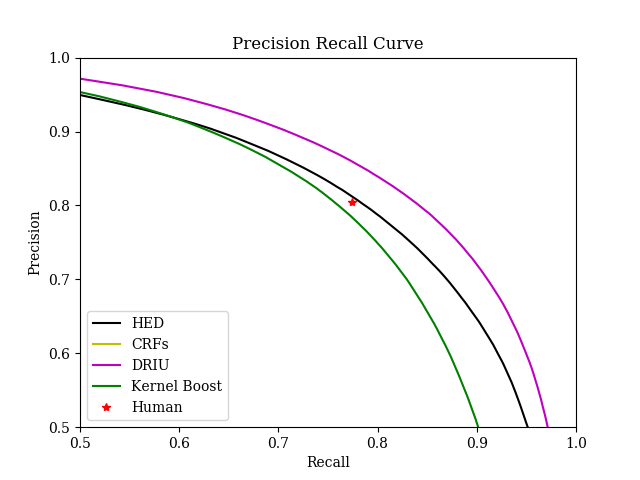 Precision Recall Curve
1.0
0.9
0.8
0.7
0.6
0.5
Precision
HED
CRFs
DRIU
Kernel Boost
Human
0.5 0.6 0.7 0.8 0.9 1.0
Recall